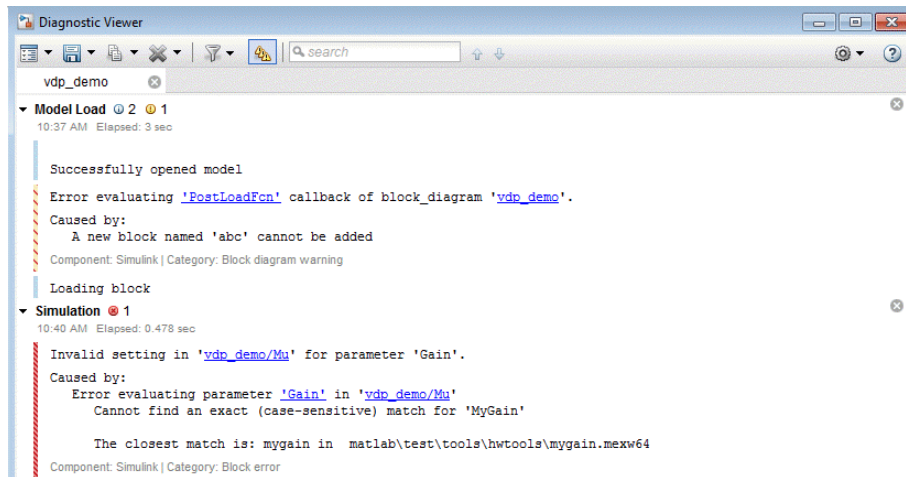 Diagnostic Viewer
search
vdp_demo
Model Load 2 1
10:37 AM Elapsed: 3 sec
Successfully opened model
Error evaluating 'PostLoadFcn' callback of block_diagram 'vdp_demo'.
Caused by:
A new block named 'abc' cannot be added
Component: Simulink | Category: Block diagram warning
Loading block
Simulation 1
10:40 AM Elapsed: 0.478 sec
Invalid setting in 'vdp_demo/Mu' for parameter 'Gain'.
Caused by:
Error evaluating parameter 'Gain' in 'vdp_demo/Mu'
Cannot find an exact (case-sensitive) match for 'MyGain'
The closest match is: mygain in matlab\test\tools\hwtools\mygain.mexw64
Component: Simulink | Category: Block error